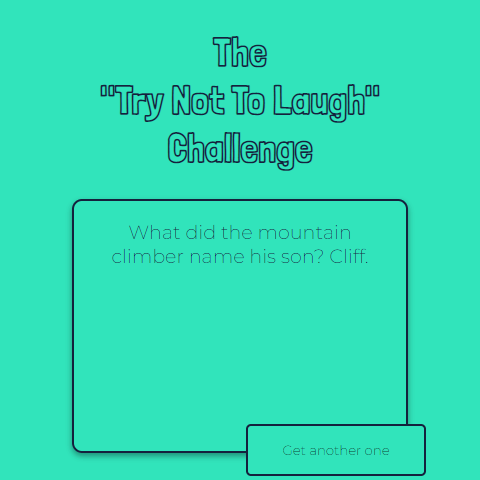 The
"Try Not To Laugh"
Challenge
What did the mountain
climber name his son? Cliff.
Get another one